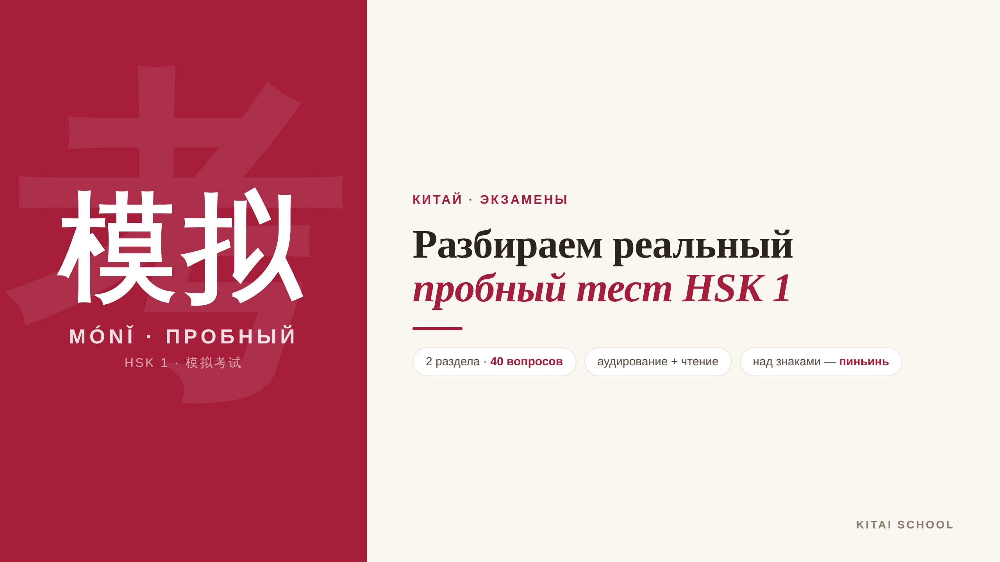 考
模拟
MÓNǏ · ПРОБНЫЙ
HSK 1 · 模拟考试
КИТАЙ · ЭКЗАМЕНЫ
Разбираем реальный
пробный тест HSK 1
2 раздела · 40 вопросов
аудирование + чтение
над знаками — пиньинь
KITAI SCHOOL